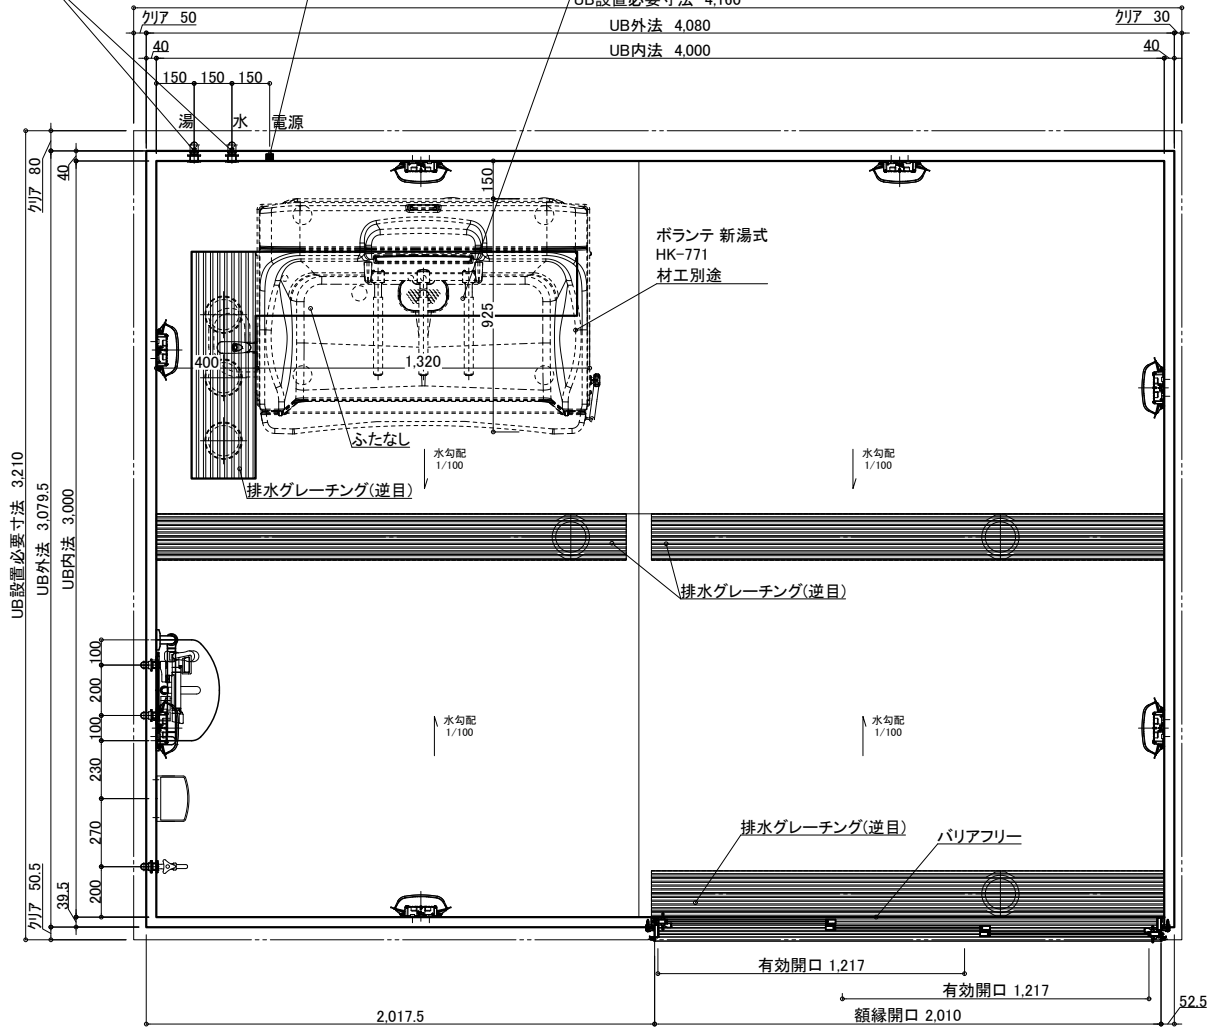 UB設置必要寸法 4,160
クリア 50
UB外法 4,080
クリア 30
40
UB内法 4,000
40
150
150
150
湯
水
電源
クリア 80
40
150
ボランテ 新湯式
HK-771
材工別途
925
400
1,320
ふたなし
水勾配
1/100
水勾配
1/100
排水グレーチング(逆目)
UB設置必要寸法 3,210
UB外法 3,079.5
UB内法 3,000
排水グレーチング(逆目)
100
200
100
230
270
200
水勾配
1/100
水勾配
1/100
排水グレーチング(逆目)
バリアフリー
クリア 50.5
39.5
有効開口 1,217
有効開口 1,217
2,017.5
額縁開口 2,010
52.5